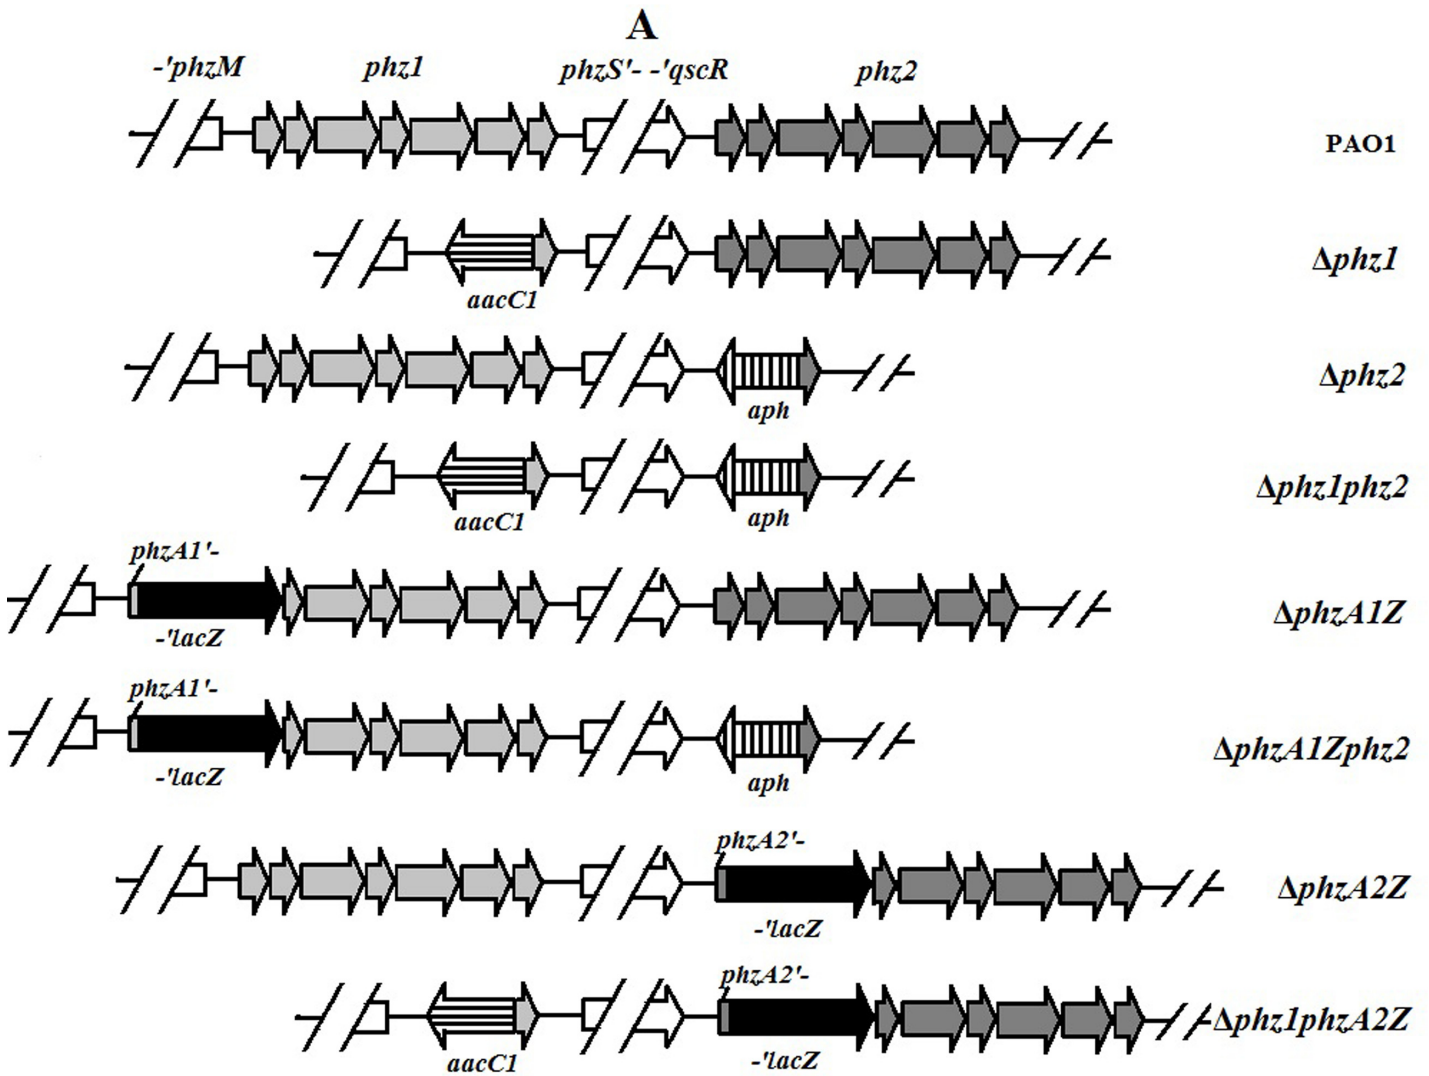 A
-'phzM phz1 phzS'- -'qscR phz2
PAO1
Δphz1
aacC1
Δphz2
aph
Δphz1phz2
aacC1 aph
phzA1'-
ΔphzA1Z
-'lacZ
phzA1'-
ΔphzA1Zphz2
-'lacZ aph
phzA2'-
ΔphzA2Z
-'lacZ
phzA2'-
Δphz1phzA2Z
aacC1 -'lacZ